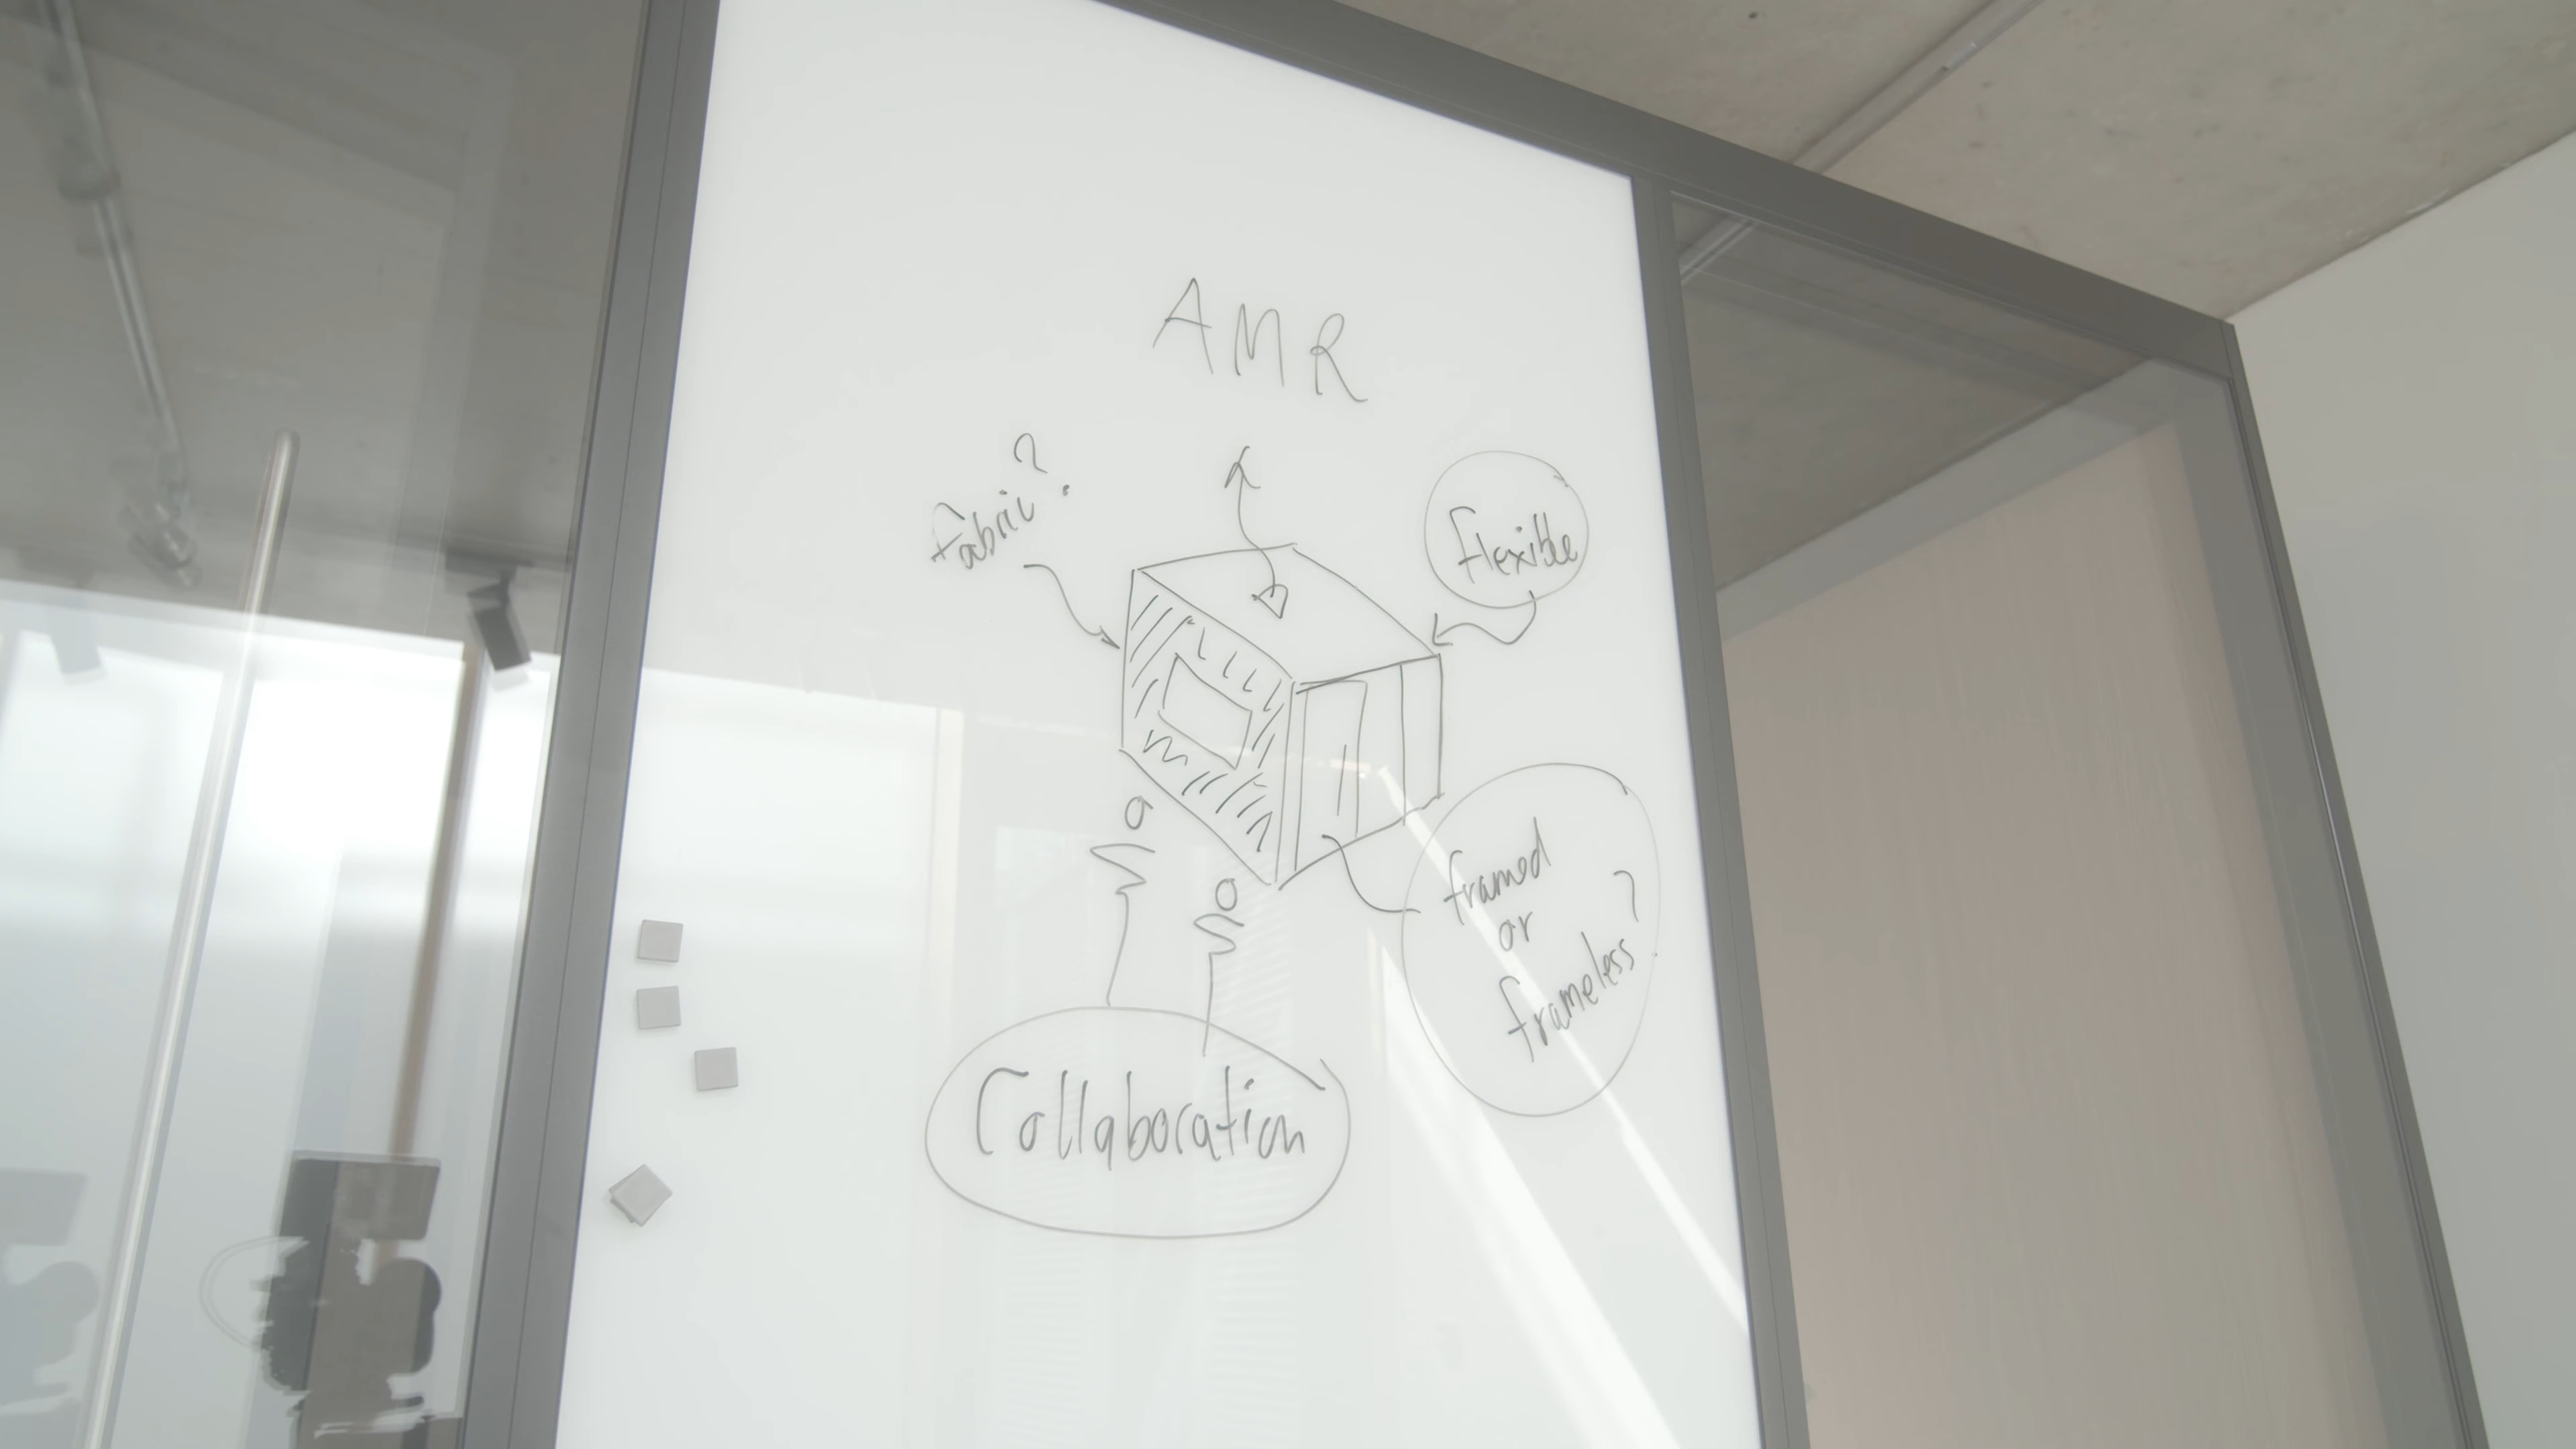 AMR
fabric?
flexible
framed
or
frameless?
Collaboration